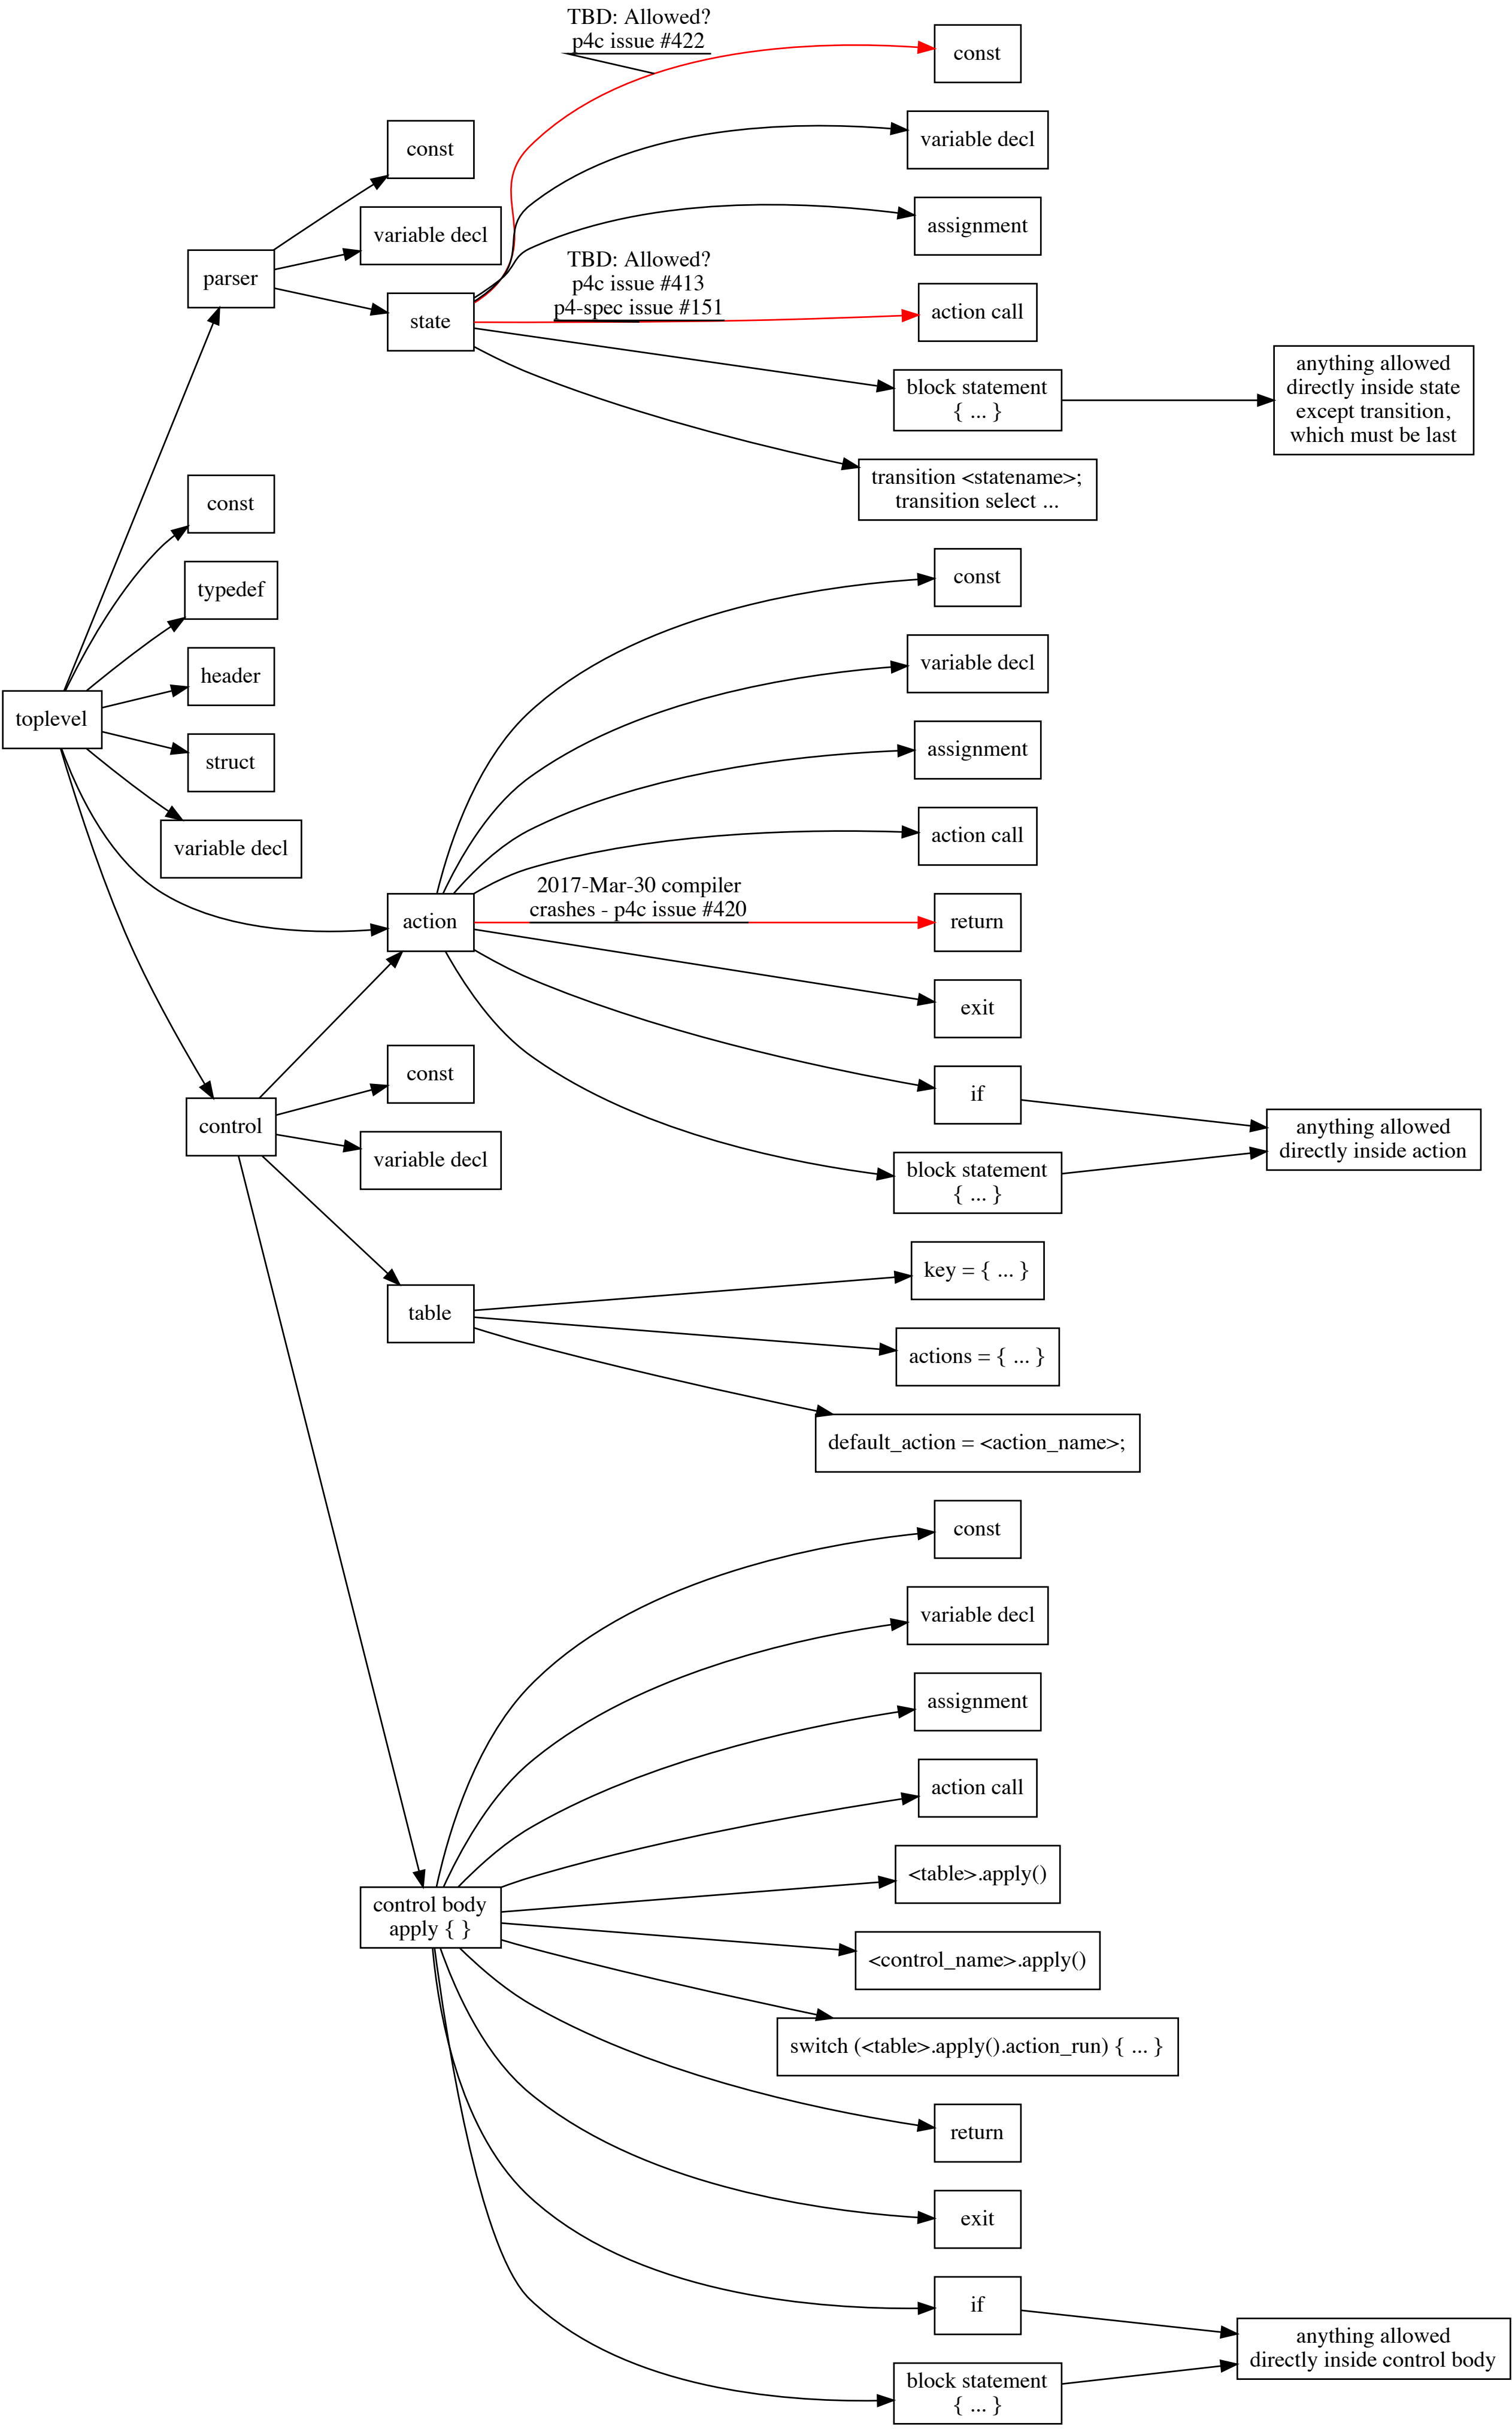 TBD: Allowed?
p4c issue #422
const
variable decl
const
assignment
variable decl
TBD: Allowed?
p4c issue #413
p4-spec issue #151
parser
state
action call
block statement
{ ... }
anything allowed
directly inside state
except transition,
which must be last
transition <statename>;
transition select ...
const
typedef
header
toplevel
struct
variable decl
const
variable decl
assignment
action call
2017-Mar-30 compiler
crashes - p4c issue #420
action
return
exit
if
block statement
{ ... }
anything allowed
directly inside action
const
control
variable decl
table
key = { ... }
actions = { ... }
default_action = <action_name>;
const
variable decl
assignment
action call
<table>.apply()
control body
apply { }
<control_name>.apply()
switch (<table>.apply().action_run) { ... }
return
exit
if
block statement
{ ... }
anything allowed
directly inside control body